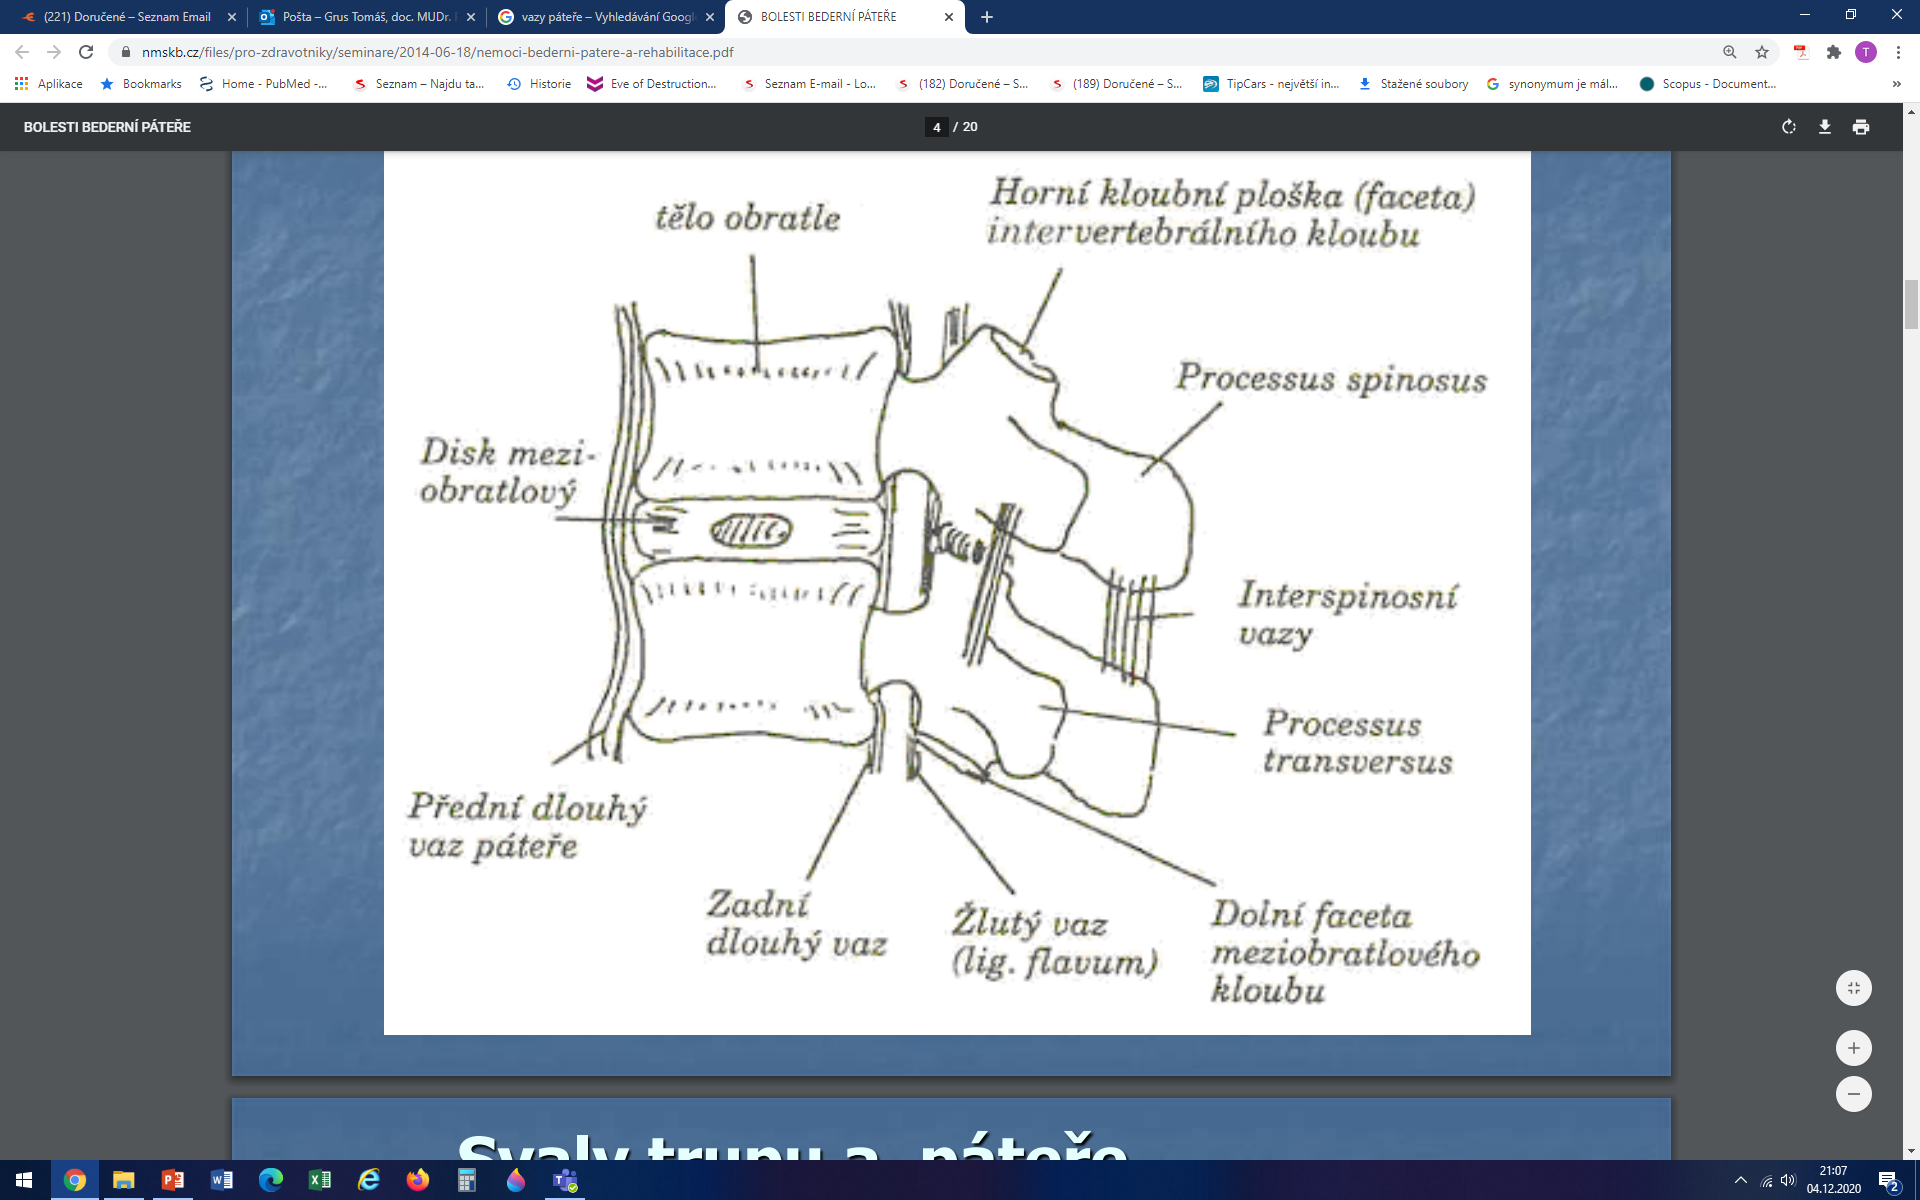 (221) Doručené – Seznam Email
Pošta – Grus Tomáš, doc. MUDr.
vazy páteře – Vyhledávání Googl
BOLESTI BEDERNÍ PÁTEŘE
nmskb.cz/files/pro-zdravotniky/seminare/2014-06-18/nemoci-bederni-patere-a-rehabilitace.pdf
T
Aplikace
Bookmarks
Home - PubMed -...
Seznam – Najdu ta...
Historie
Eve of Destruction...
Seznam E-mail - Lo...
(182) Doručené – S...
(189) Doručené – S...
TipCars - největší in...
Stažené soubory
synonymum je mál...
Scopus - Document...
BOLESTI BEDERNÍ PÁTEŘE
4 / 20
tělo obratle
Horní kloubní ploška (faceta)
intervertebrálního kloubu
Processus spinosus
Disk mezi-
obratlový
Interspinosní
vazy
Processus
transversus
Přední dlouhý
vaz páteře
Zadní
dlouhý vaz
Žlutý vaz
(lig. flavum)
Dolní faceta
meziobratlového
kloubu
Svaly trupu a páteře
21:07
04.12.2020
2